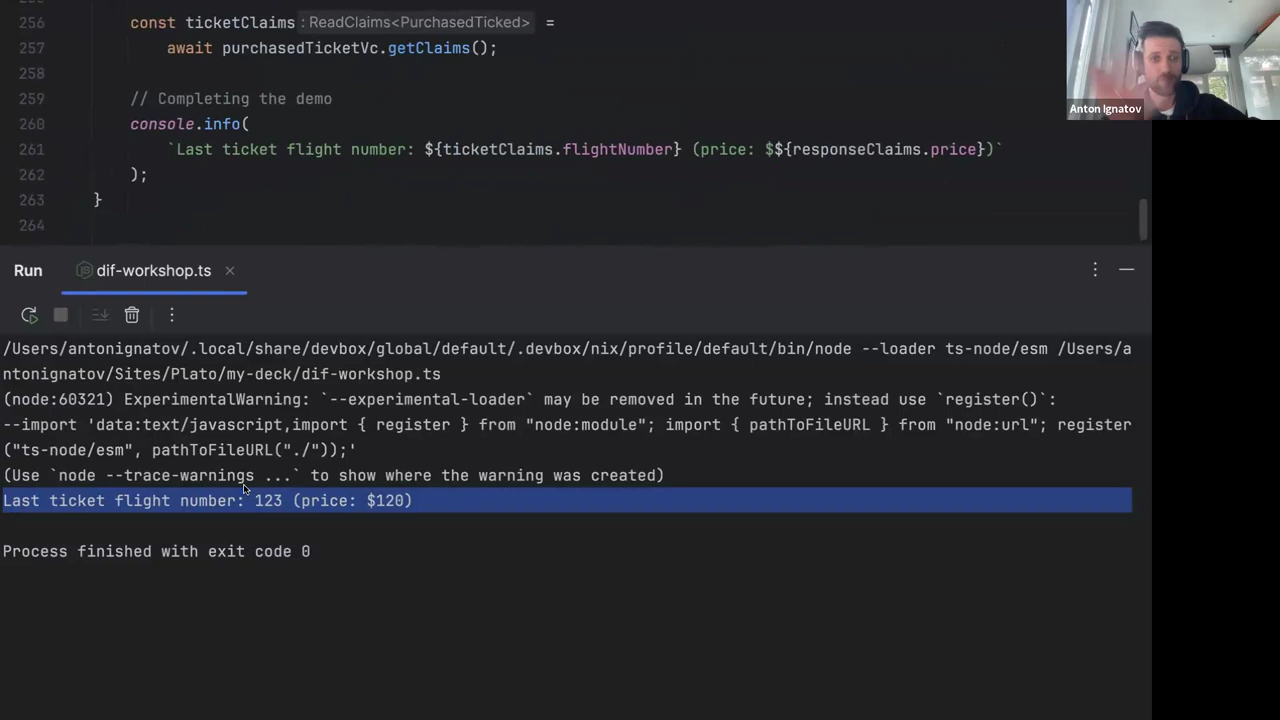 256 const ticketClaims : ReadClaims<PurchasedTicked> =
257 await purchasedTicketVc.getClaims();
258
259 // Completing the demo
260 console.info(
261 `Last ticket flight number: ${ticketClaims.flightNumber} (price: $${responseClaims.price})`
262 );
263 }
264
Anton Ignatov
Run dif-workshop.ts ×
/Users/antonignatov/.local/share/devbox/global/default/.devbox/nix/profile/default/bin/node --loader ts-node/esm /Users/a
ntonignatov/Sites/Plato/my-deck/dif-workshop.ts
(node:60321) ExperimentalWarning: `--experimental-loader` may be removed in the future; instead use `register()`:
--import 'data:text/javascript,import { register } from "node:module"; import { pathToFileURL } from "node:url"; register
("ts-node/esm", pathToFileURL("./"));'
(Use `node --trace-warnings ...` to show where the warning was created)
Last ticket flight number: 123 (price: $120)
Process finished with exit code 0